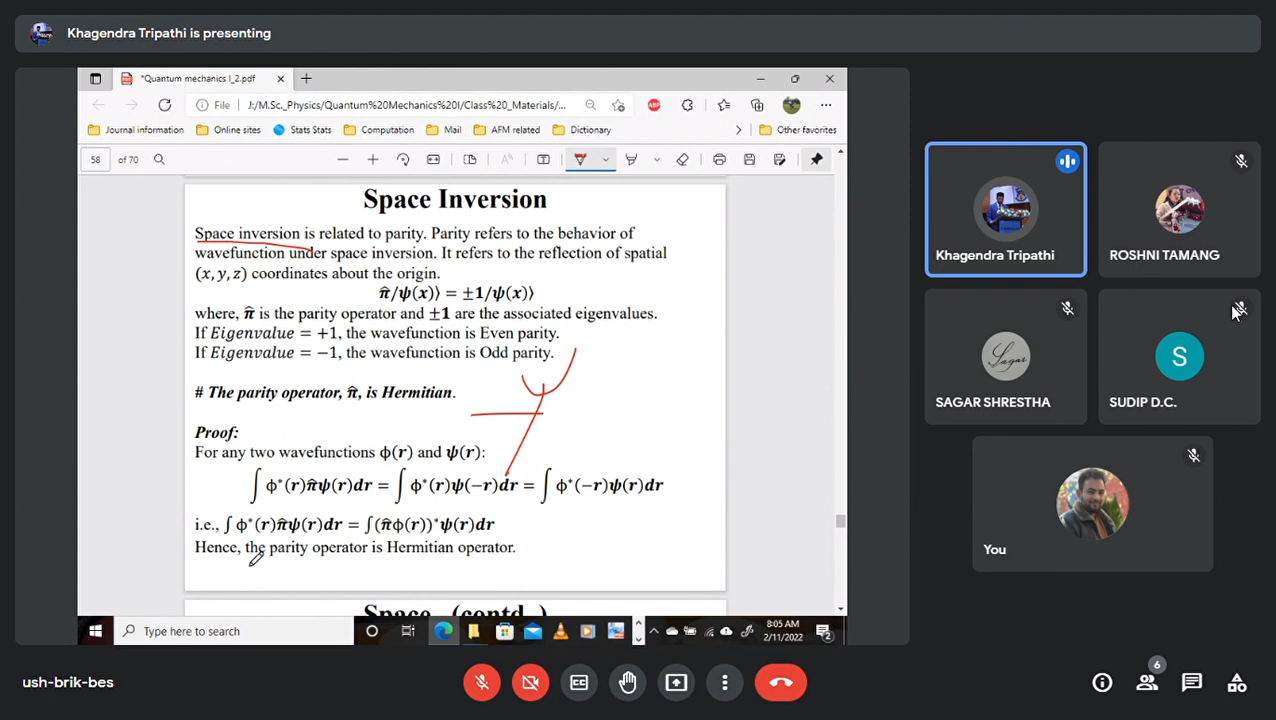 Khagendra Tripathi is presenting
*Quantum mechanics I_2.pdf
File J:/M.Sc._Physics/Quantum%20Mechanics%20I/Class%20_Materials/...
Journal information Online sites Stats Stats Computation Mail AFM related Dictionary Other favorites
58 of 70
Space Inversion
Space inversion is related to parity. Parity refers to the behavior of
wavefunction under space inversion. It refers to the reflection of spatial
(x, y, z) coordinates about the origin.
π̂/ψ(x)⟩ = ±1/ψ(x)⟩
where, π̂ is the parity operator and ±1 are the associated eigenvalues.
If Eigenvalue = +1, the wavefunction is Even parity.
If Eigenvalue = −1, the wavefunction is Odd parity.
# The parity operator, π̂, is Hermitian.
Proof:
For any two wavefunctions ϕ(r) and ψ(r):
∫ ϕ*(r)π̂ψ(r)dr = ∫ ϕ*(r)ψ(−r)dr = ∫ ϕ*(−r)ψ(r)dr
i.e., ∫ ϕ*(r)π̂ψ(r)dr = ∫(π̂ϕ(r))*ψ(r)dr
Hence, the parity operator is Hermitian operator.
Space (contd..)
Type here to search
8:05 AM
2/11/2022
2
Khagendra Tripathi
ROSHNI TAMANG
Sagar
SAGAR SHRESTHA
S
SUDIP D.C.
You
ush-brik-bes
6